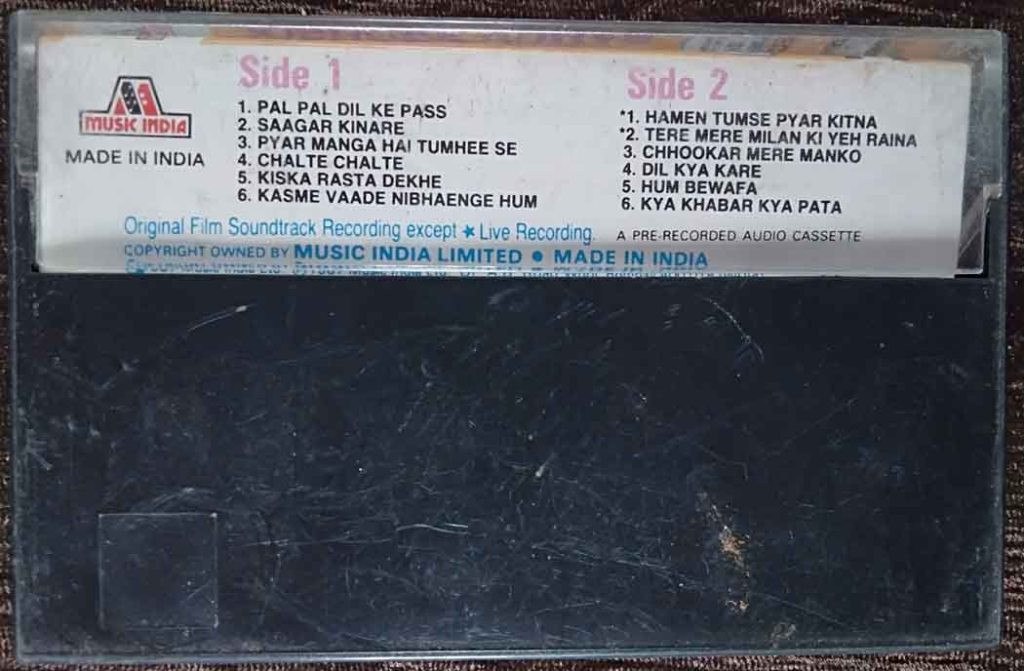 MUSIC INDIA
MADE IN INDIA
Side 1
1. PAL PAL DIL KE PASS
2. SAAGAR KINARE
3. PYAR MANGA HAI TUMHEE SE
4. CHALTE CHALTE
5. KISKA RASTA DEKHE
6. KASME VAADE NIBHAENGE HUM
Side 2
*1. HAMEN TUMSE PYAR KITNA
*2. TERE MERE MILAN KI YEH RAINA
3. CHHOOKAR MERE MANKO
4. DIL KYA KARE
5. HUM BEWAFA
6. KYA KHABAR KYA PATA
Original Film Soundtrack Recording except ★ Live Recording.
A PRE-RECORDED AUDIO CASSETTE
COPYRIGHT OWNED BY MUSIC INDIA LIMITED ● MADE IN INDIA